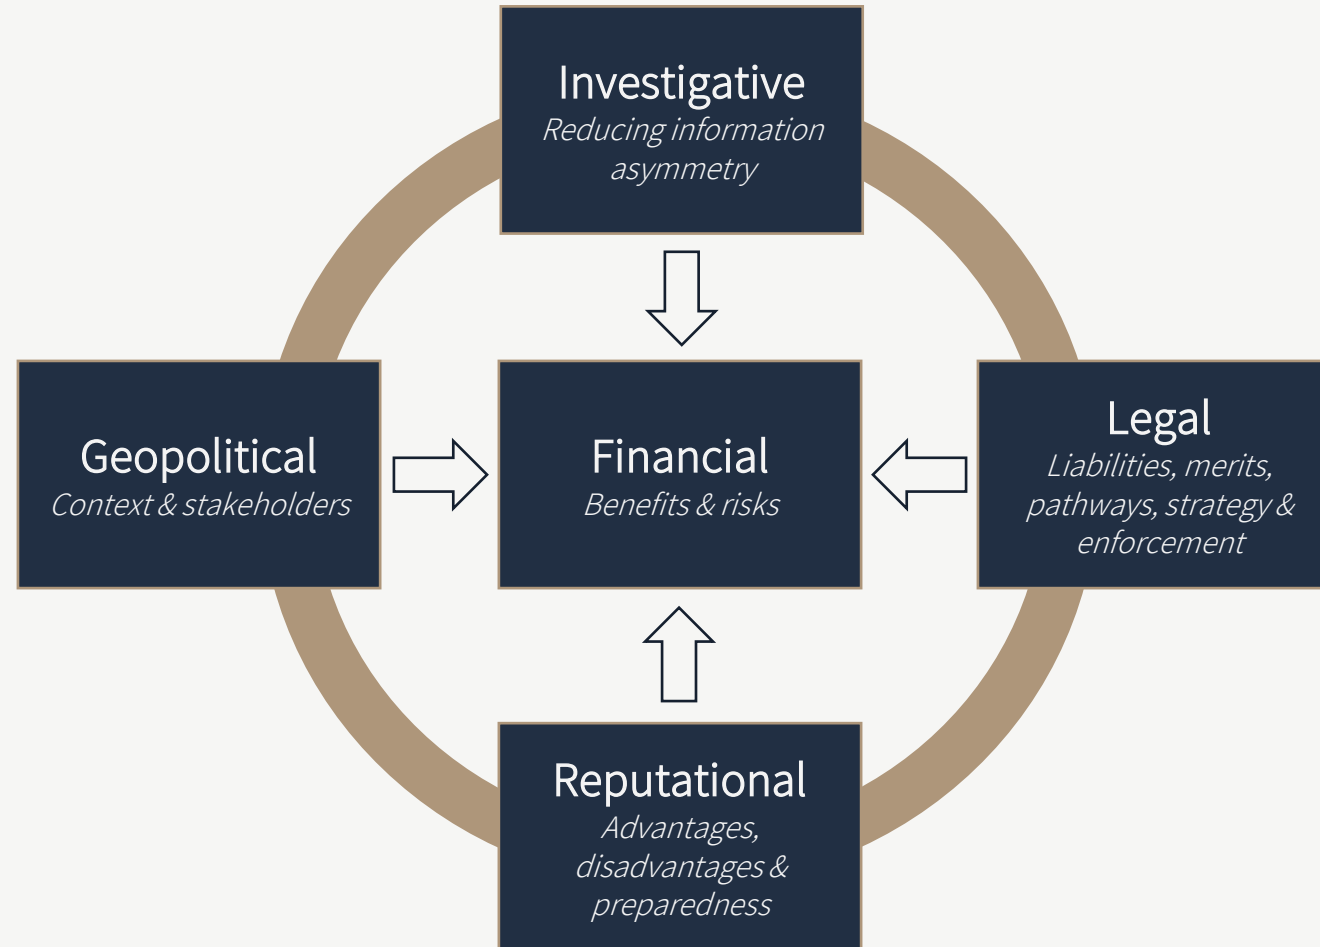 Investigative
Reducing information
asymmetry
Geopolitical
Context & stakeholders
Financial
Benefits & risks
Legal
Liabilities, merits,
pathways, strategy &
enforcement
Reputational
Advantages,
disadvantages &
preparedness